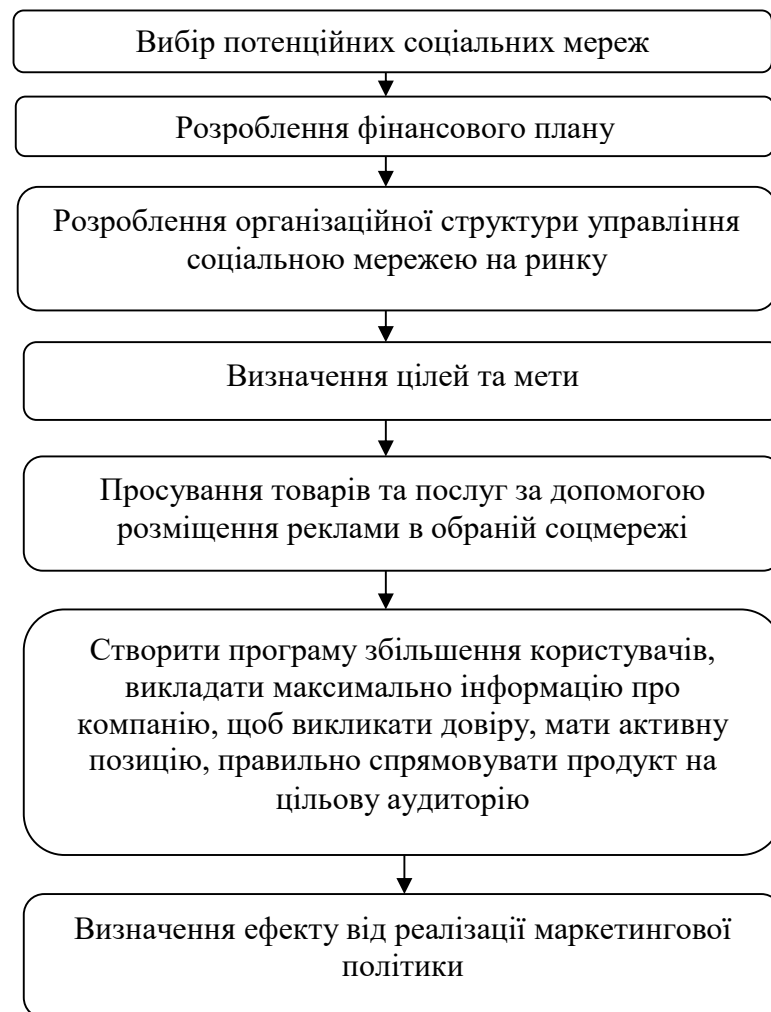 Вибір потенційних соціальних мереж
Розроблення фінансового плану
Розроблення організаційної структури управління
соціальною мережею на ринку
Визначення цілей та мети
Просування товарів та послуг за допомогою
розміщення реклами в обраній соцмережі
Створити програму збільшення користувачів,
викладати максимально інформацію про
компанію, щоб викликати довіру, мати активну
позицію, правильно спрямовувати продукт на
цільову аудиторію
Визначення ефекту від реалізації маркетингової
політики